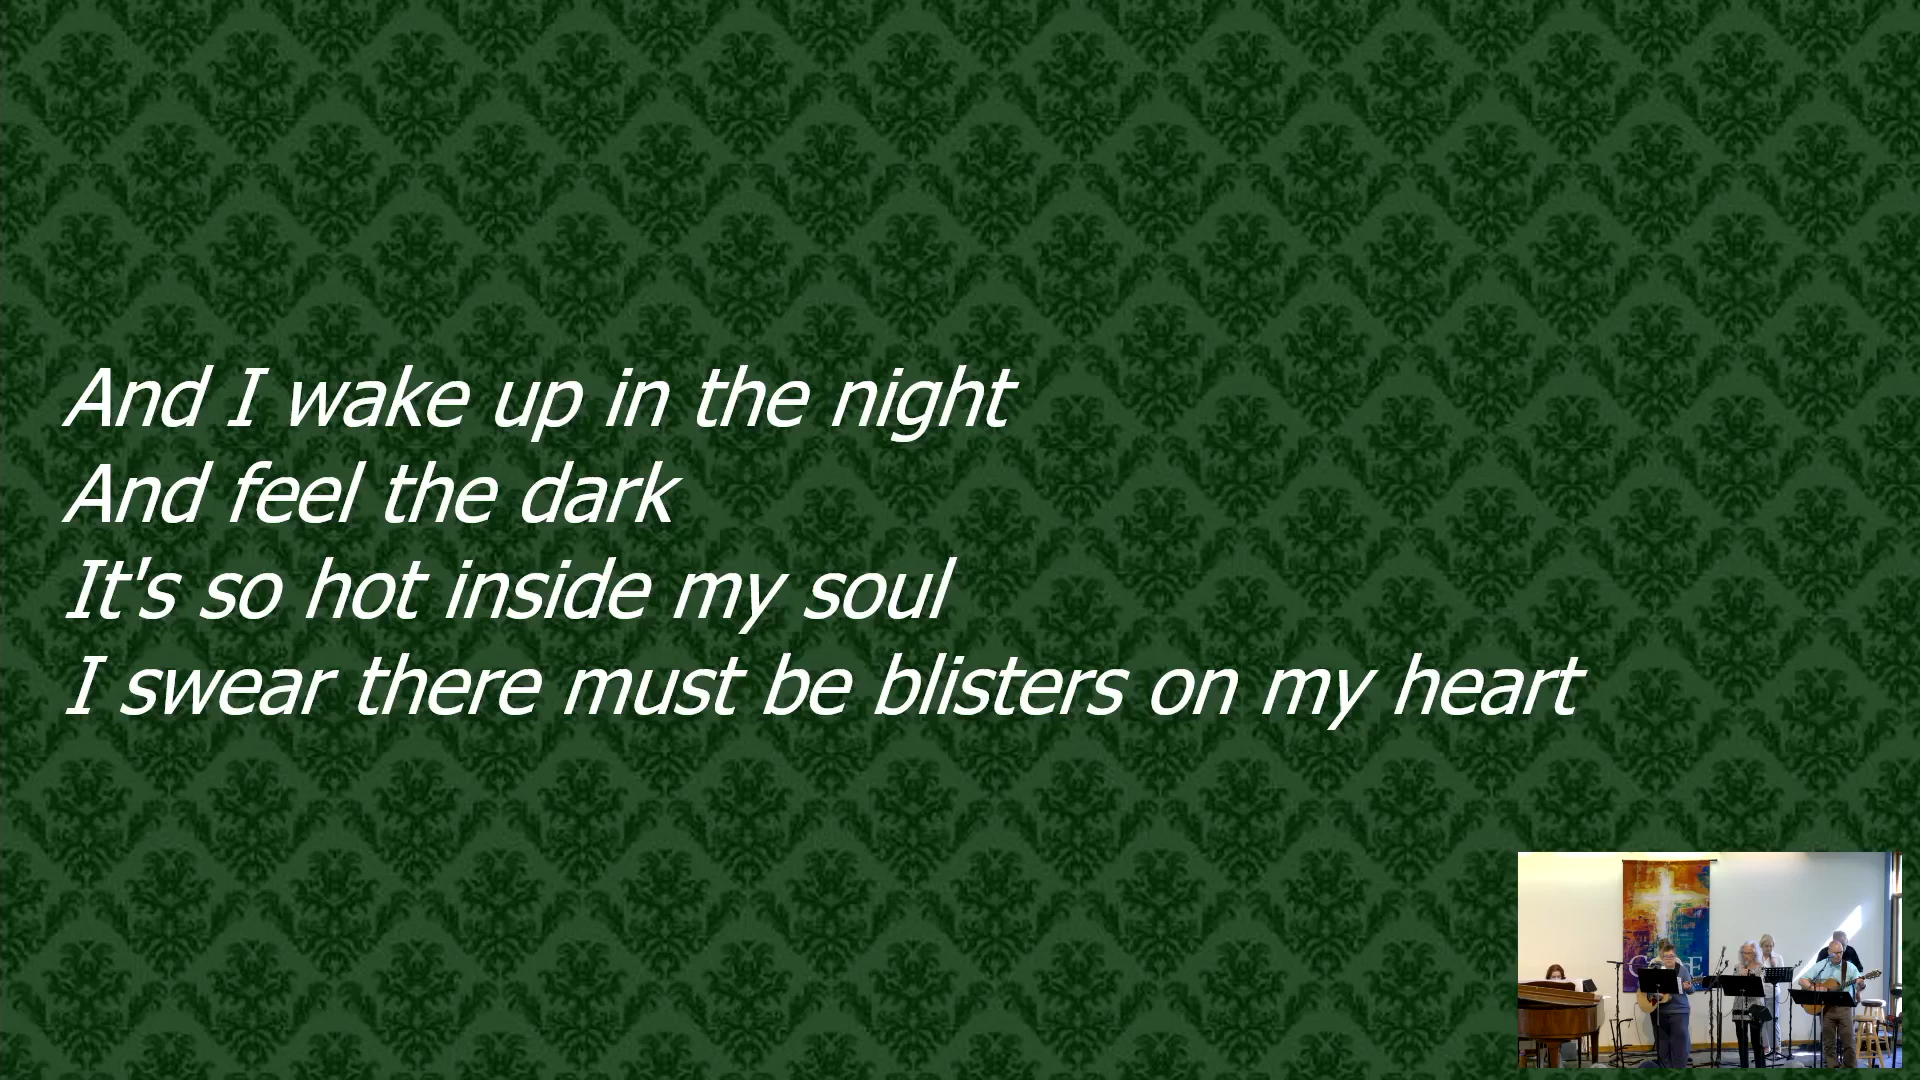 And I wake up in the night
And feel the dark
It's so hot inside my soul
I swear there must be blisters on my heart